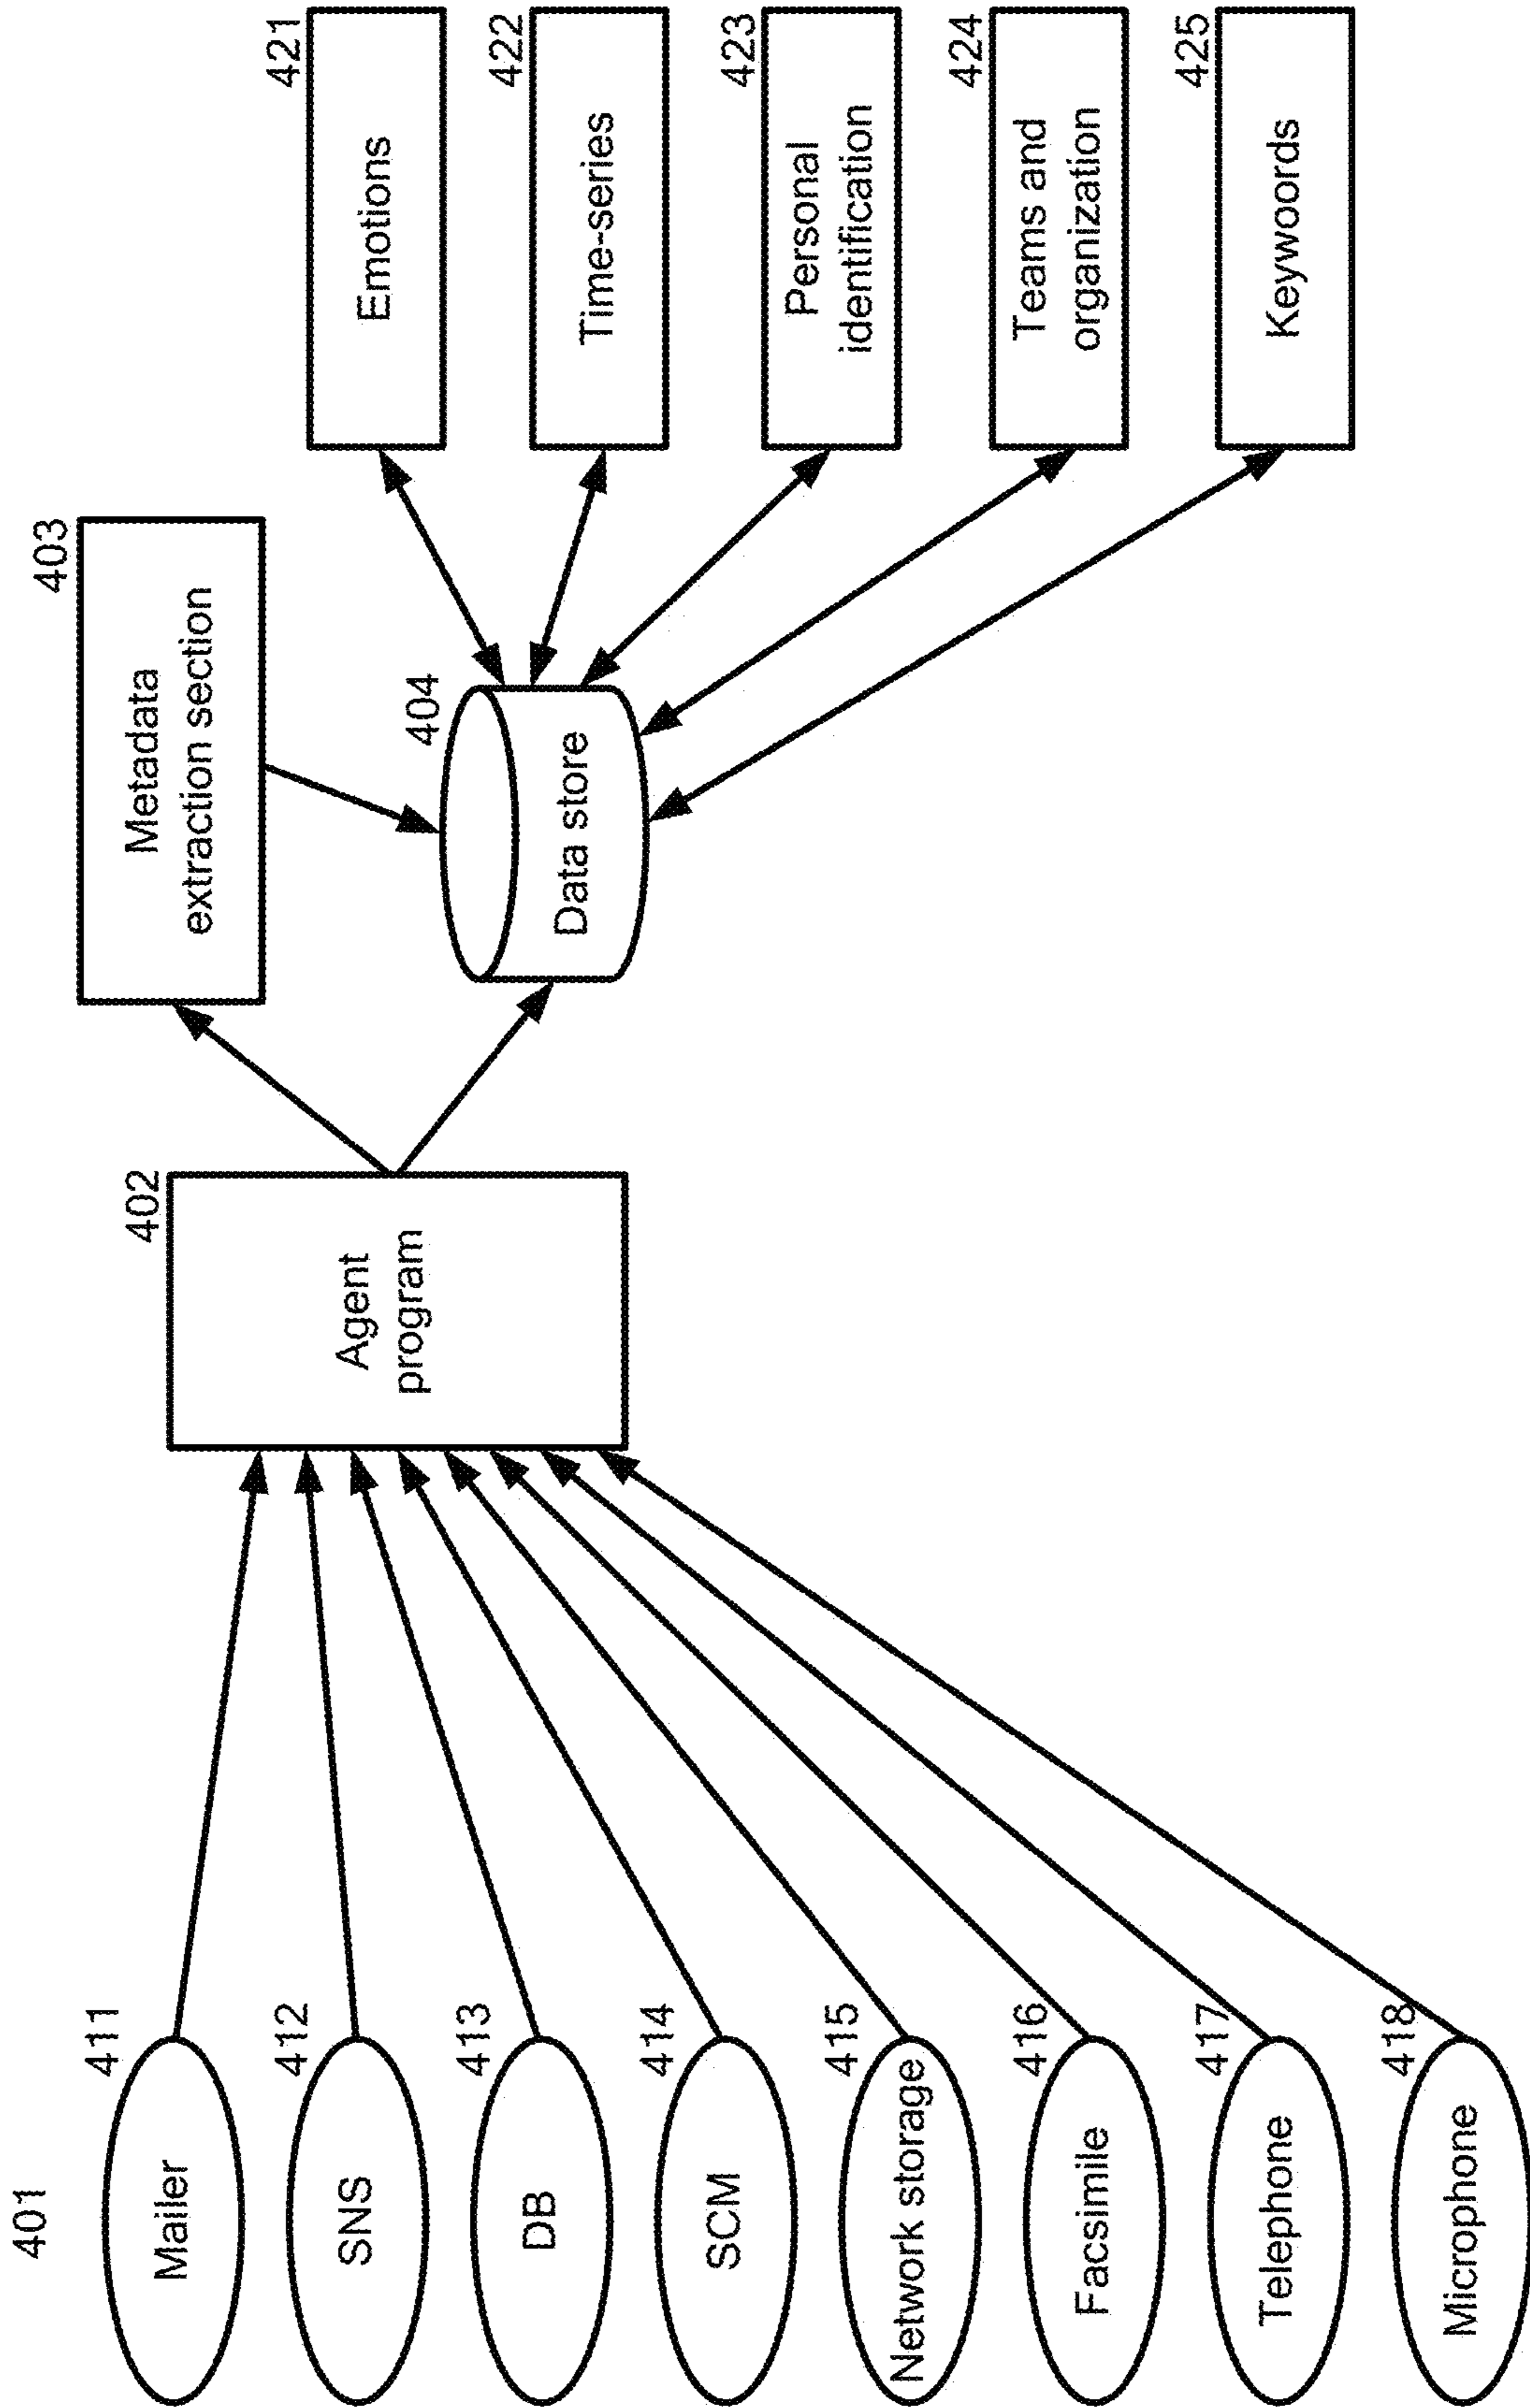 401
411
Mailer
412
SNS
413
DB
414
SCM
415
Network storage
416
Facsimile
417
Telephone
418
Microphone
402
Agent
program
403
Metadata
extraction section
404
Data store
421
Emotions
422
Time-series
423
Personal
identification
424
Teams and
organization
425
Keywoords